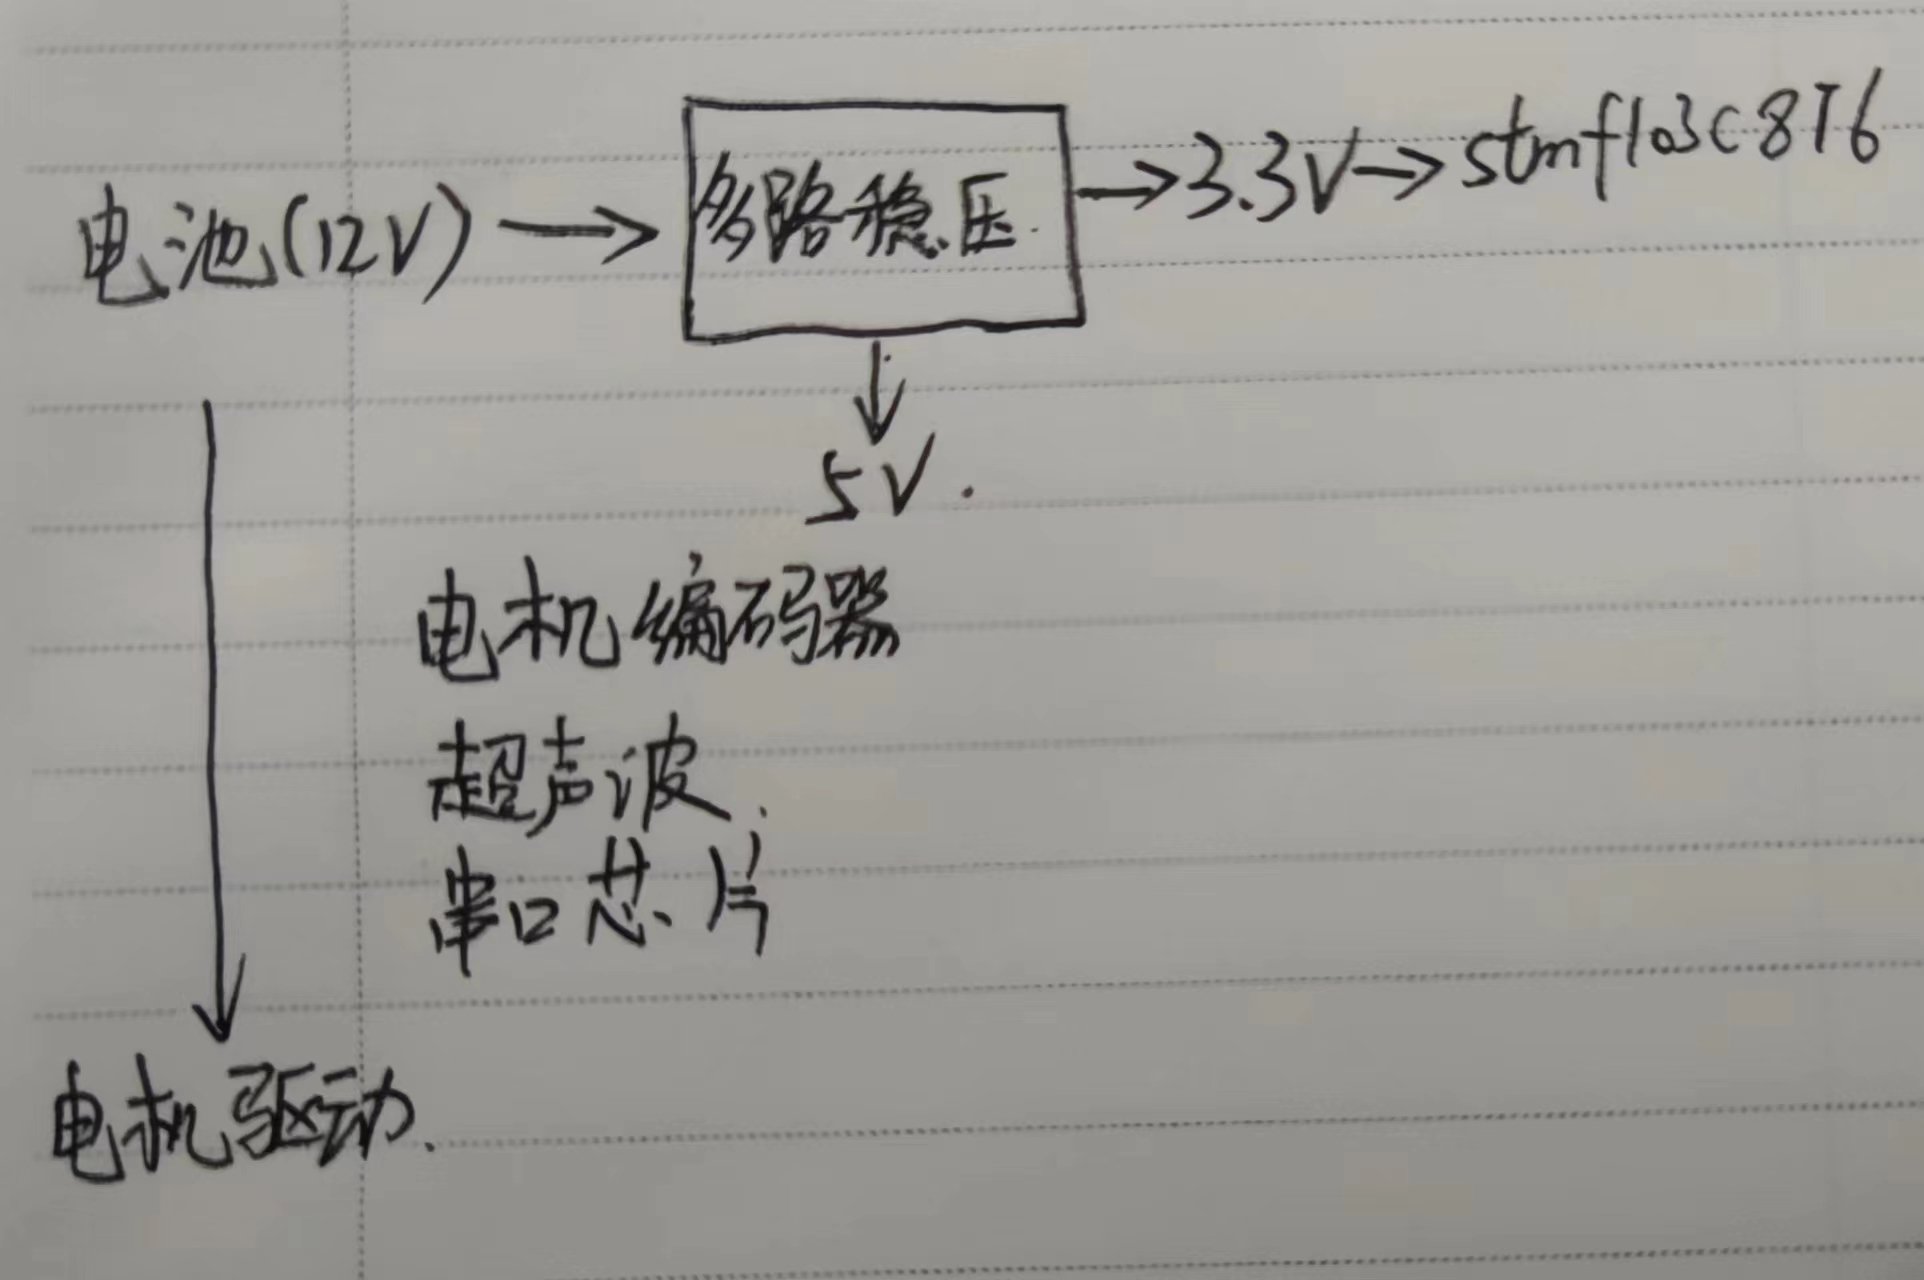 电池(12V) → 多路稳压 → 3.3V → stmf103C8T6
5V.
电机编码器
超声波
串口芯片
电机驱动.